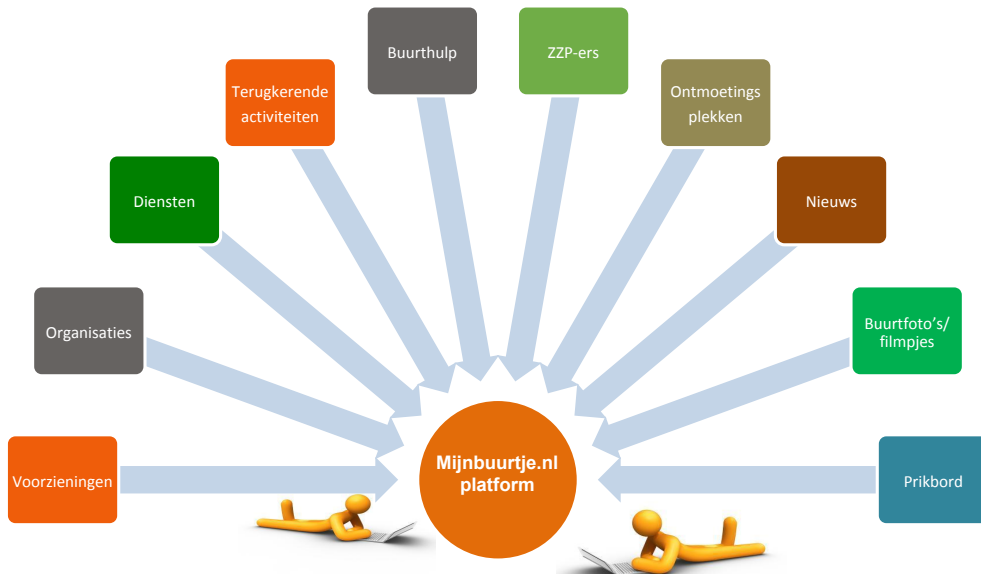 Buurthulp
ZZP-ers
Terugkerende
activiteiten
Ontmoetings
plekken
Diensten
Nieuws
Organisaties
Buurtfoto's/
filmpjes
Voorzieningen
Mijnbuurtje.nl
platform
Prikbord